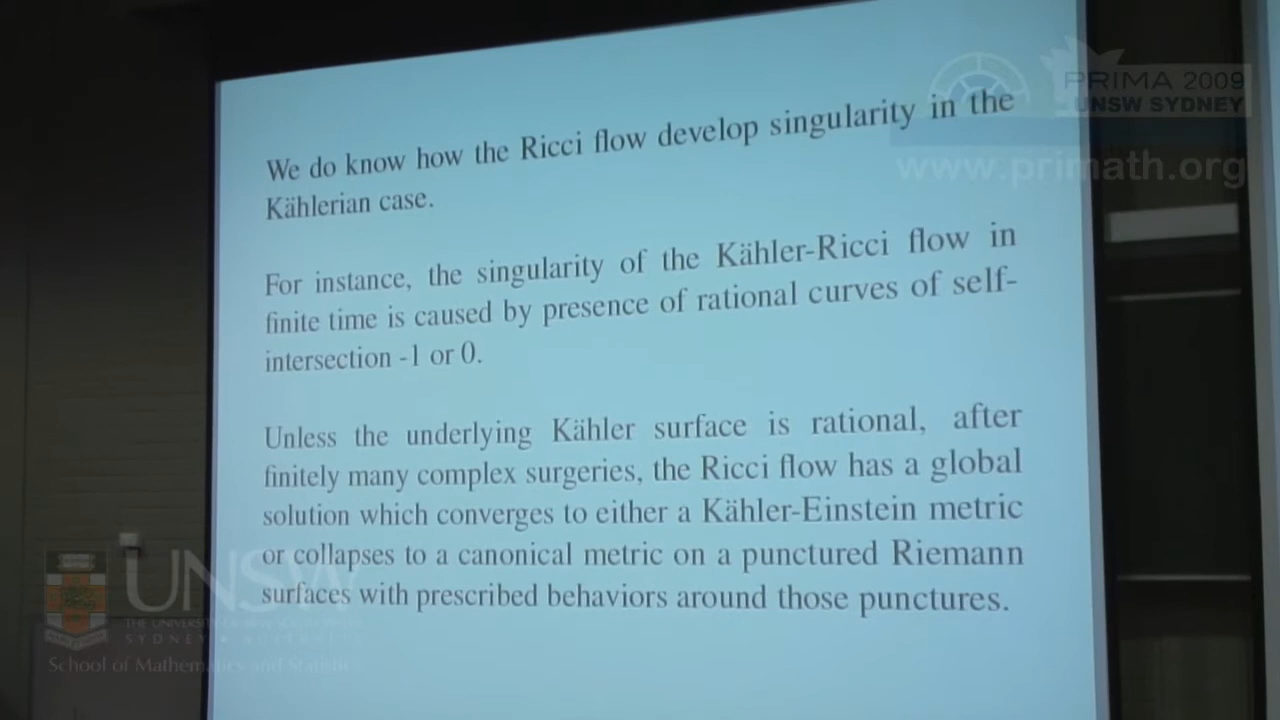 PRIMA 2009
UNSW SYDNEY
www.primath.org
We do know how the Ricci flow develop singularity in the
Kählerian case.
For instance, the singularity of the Kähler-Ricci flow in
finite time is caused by presence of rational curves of self-
intersection -1 or 0.
Unless the underlying Kähler surface is rational, after
finitely many complex surgeries, the Ricci flow has a global
solution which converges to either a Kähler-Einstein metric
or collapses to a canonical metric on a punctured Riemann
surfaces with prescribed behaviors around those punctures.
UNSW
School of Mathematics and Statistics